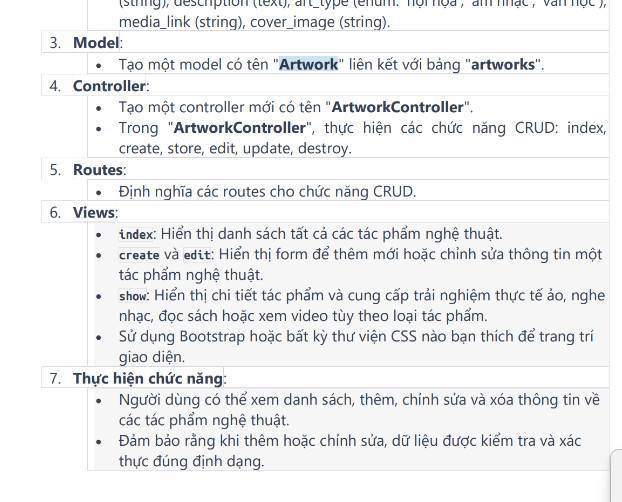 (string), description (text), art_type (enum: 'hội họa', 'âm nhạc', 'văn học'),
media_link (string), cover_image (string).
3. Model:
• Tạo một model có tên "Artwork" liên kết với bảng "artworks".
4. Controller:
• Tạo một controller mới có tên "ArtworkController".
• Trong "ArtworkController", thực hiện các chức năng CRUD: index,
create, store, edit, update, destroy.
5. Routes:
• Định nghĩa các routes cho chức năng CRUD.
6. Views:
• index: Hiển thị danh sách tất cả các tác phẩm nghệ thuật.
• create và edit: Hiển thị form để thêm mới hoặc chỉnh sửa thông tin một
tác phẩm nghệ thuật.
• show: Hiển thị chi tiết tác phẩm và cung cấp trải nghiệm thực tế ảo, nghe
nhạc, đọc sách hoặc xem video tùy theo loại tác phẩm.
• Sử dụng Bootstrap hoặc bất kỳ thư viện CSS nào bạn thích để trang trí
giao diện.
7. Thực hiện chức năng:
• Người dùng có thể xem danh sách, thêm, chỉnh sửa và xóa thông tin về
các tác phẩm nghệ thuật.
• Đảm bảo rằng khi thêm hoặc chỉnh sửa, dữ liệu được kiểm tra và xác
thực đúng định dạng.